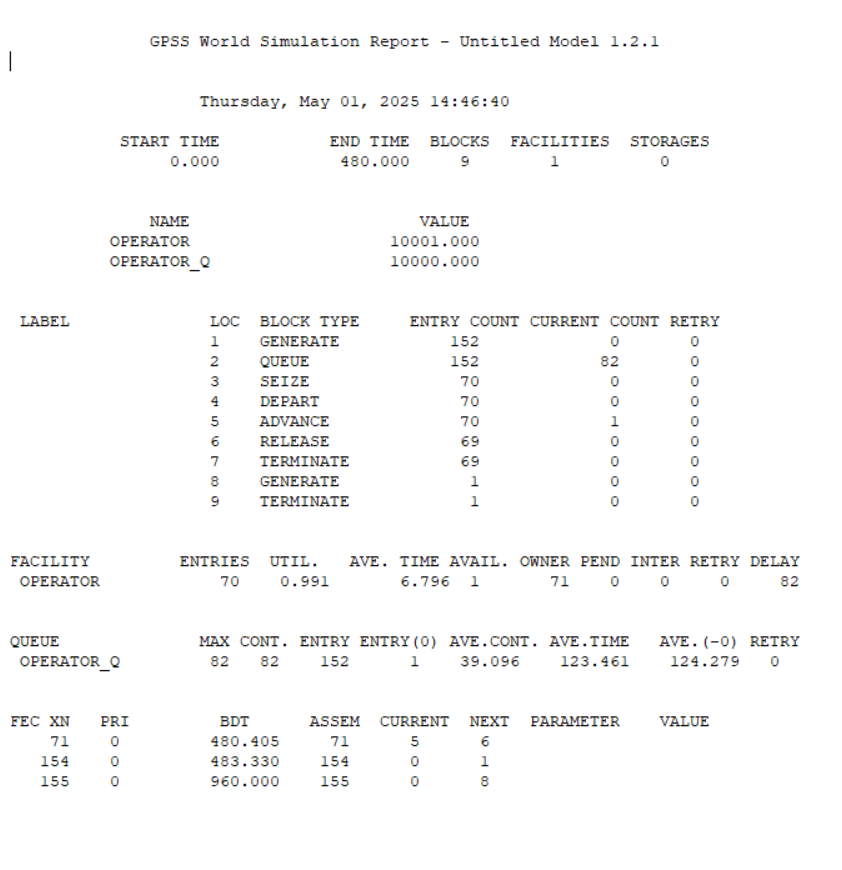 GPSS World Simulation Report - Untitled Model 1.2.1
Thursday, May 01, 2025 14:46:40
START TIME END TIME BLOCKS FACILITIES STORAGES
0.000 480.000 9 1 0
NAME VALUE
OPERATOR 10001.000
OPERATOR_Q 10000.000
LABEL LOC BLOCK TYPE ENTRY COUNT CURRENT COUNT RETRY
1 GENERATE 152 0 0
2 QUEUE 152 82 0
3 SEIZE 70 0 0
4 DEPART 70 0 0
5 ADVANCE 70 1 0
6 RELEASE 69 0 0
7 TERMINATE 69 0 0
8 GENERATE 1 0 0
9 TERMINATE 1 0 0
FACILITY ENTRIES UTIL. AVE. TIME AVAIL. OWNER PEND INTER RETRY DELAY
OPERATOR 70 0.991 6.796 1 71 0 0 0 82
QUEUE MAX CONT. ENTRY ENTRY(0) AVE.CONT. AVE.TIME AVE.(-0) RETRY
OPERATOR_Q 82 82 152 1 39.096 123.461 124.279 0
FEC XN PRI BDT ASSEM CURRENT NEXT PARAMETER VALUE
71 0 480.405 71 5 6
154 0 483.330 154 0 1
155 0 960.000 155 0 8